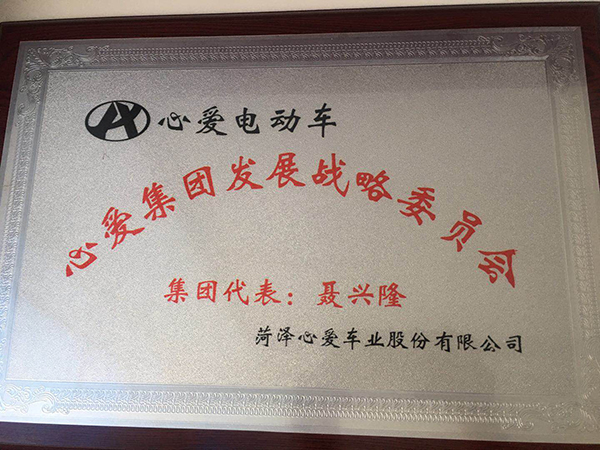 心爱电动车
心爱集团发展战略委员会
集团代表：聂兴隆
菏泽心爱车业股份有限公司